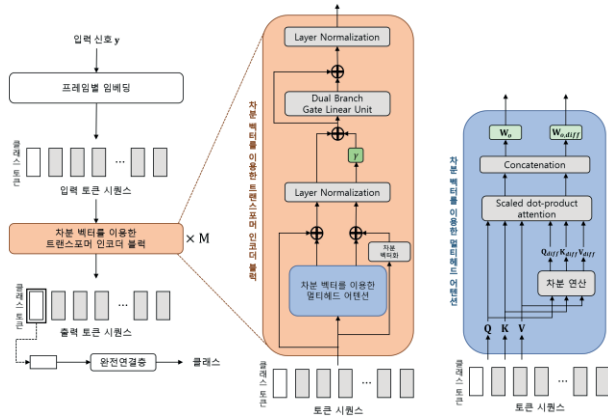 입력 신호 y
프레임별 임베딩
클래스 토큰
...
입력 토큰 시퀀스
차분 벡터를 이용한
트랜스포머 인코더 블럭
× M
클래스 토큰
...
출력 토큰 시퀀스
완전연결층
클래스
차분 벡터를 이용한 트랜스포머 인코더 블럭
Layer Normalization
Dual Branch
Gate Linear Unit
γ
Layer Normalization
차분
벡터화
차분 벡터를 이용한
멀티헤드 어텐션
클래스 토큰
...
토큰 시퀀스
차분 벡터를 이용한 멀티헤드 어텐션
W_o
W_o,diff
Concatenation
Scaled dot-product
attention
Q_diff K_diff V_diff
차분 연산
Q K V
클래스 토큰
...
토큰 시퀀스